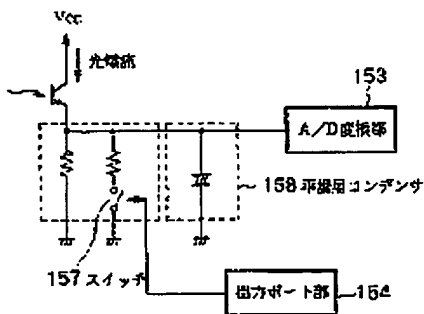 Vcc
光電流
153
A/D変換部
158 平滑用コンデンサ
157 スイッチ
出力ポート部
154